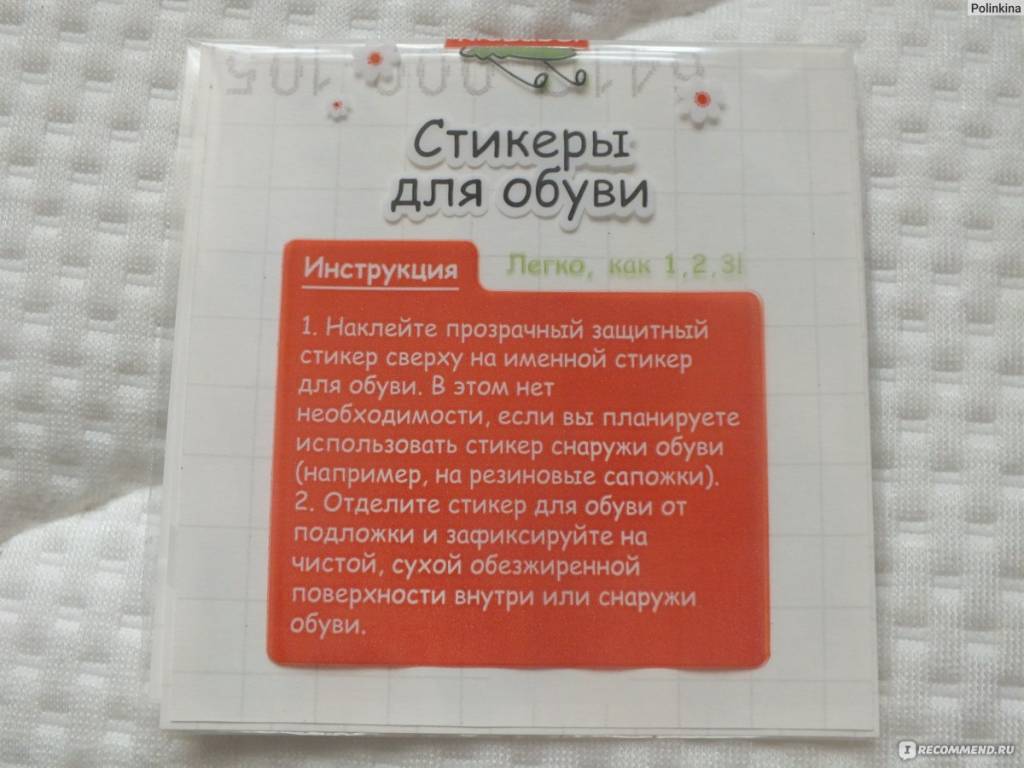 Polinkina
Стикеры
для обуви
Инструкция
Легко, как 1,2,3!
1. Наклейте прозрачный защитный
стикер сверху на именной стикер
для обуви. В этом нет
необходимости, если вы планируете
использовать стикер снаружи обуви
(например, на резиновые сапожки).
2. Отделите стикер для обуви от
подложки и зафиксируйте на
чистой, сухой обезжиренной
поверхности внутри или снаружи
обуви.
I RECOMMEND.RU